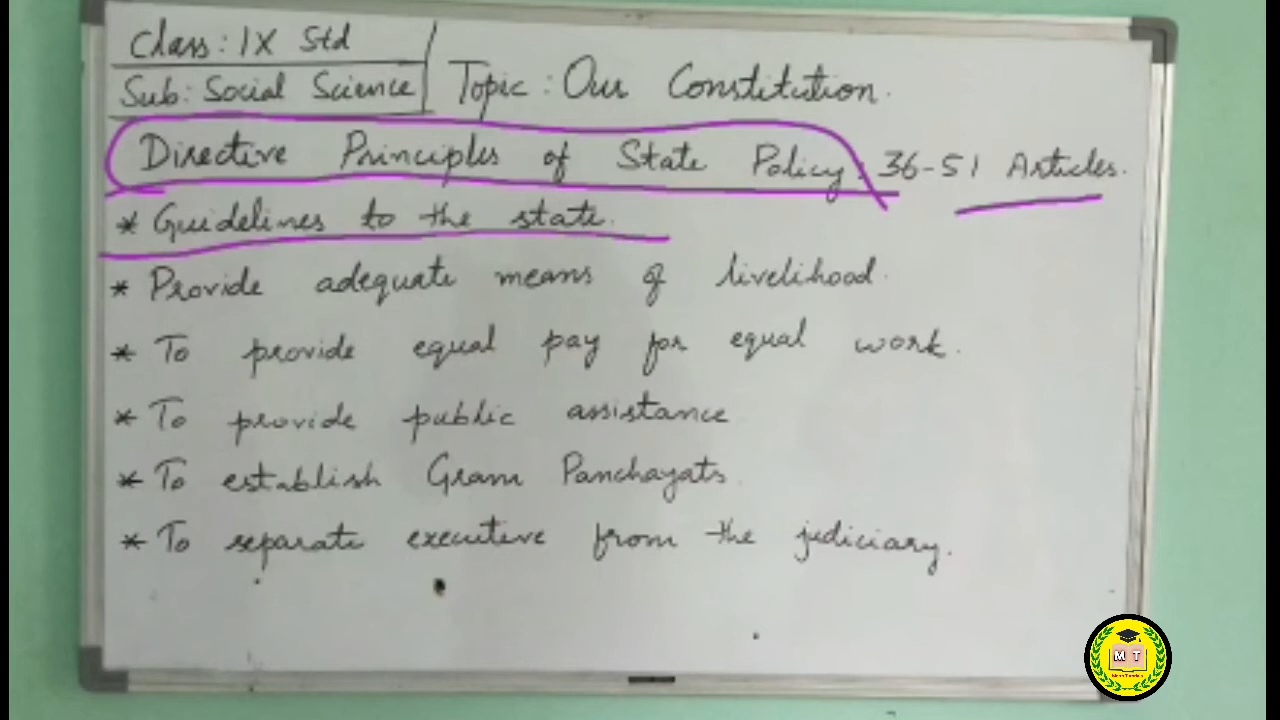 Class: IX Std
Sub: Social Science
Topic: Our Constitution.
Directive Principles of State Policy: 36-51 Articles.
* Guidelines to the state.
* Provide adequate means of livelihood.
* To provide equal pay for equal work.
* To provide public assistance
* To establish Gram Panchayats.
* To separate executive from the judiciary.
M T